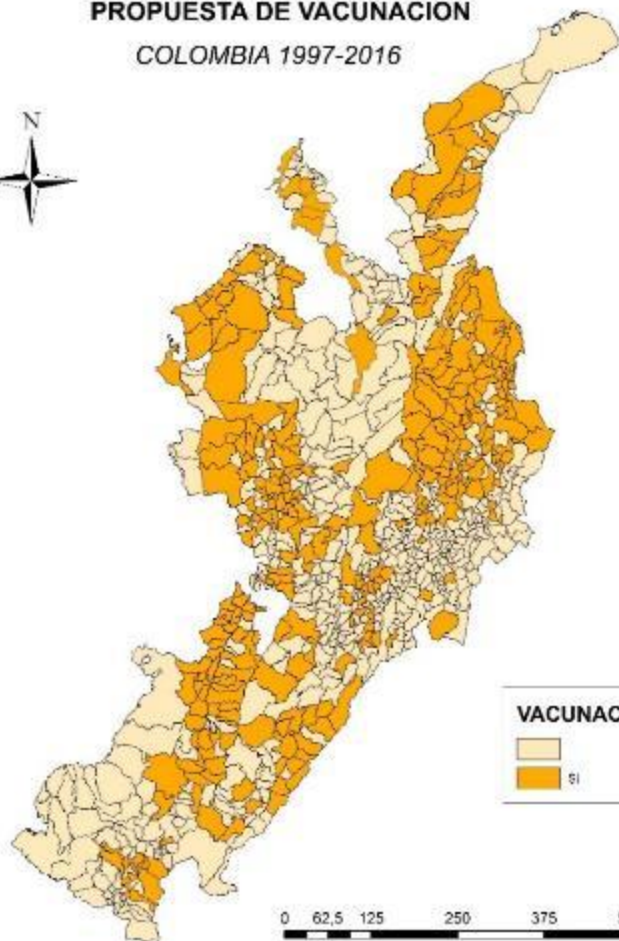 PROPUESTA DE VACUNACION
COLOMBIA 1997-2016
N
VACUNAC
SI
0 62,5 125 250 375